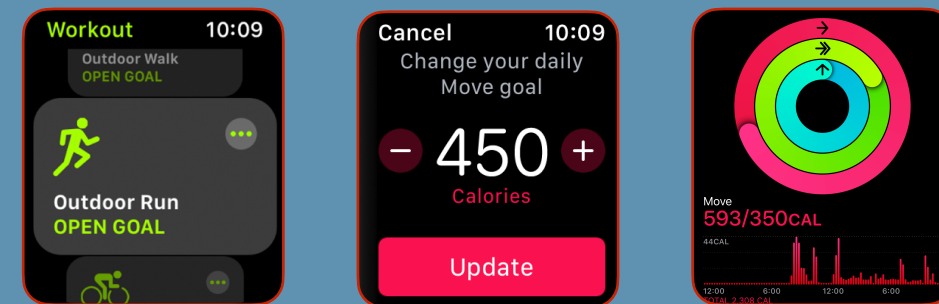 Workout 10:09
Outdoor Walk
OPEN GOAL
Outdoor Run
OPEN GOAL
Cancel 10:09
Change your daily
Move goal
450
Calories
Update
Move
593/350CAL
44CAL
12:00 6:00 12:00 6:00
TOTAL 2,308 CAL